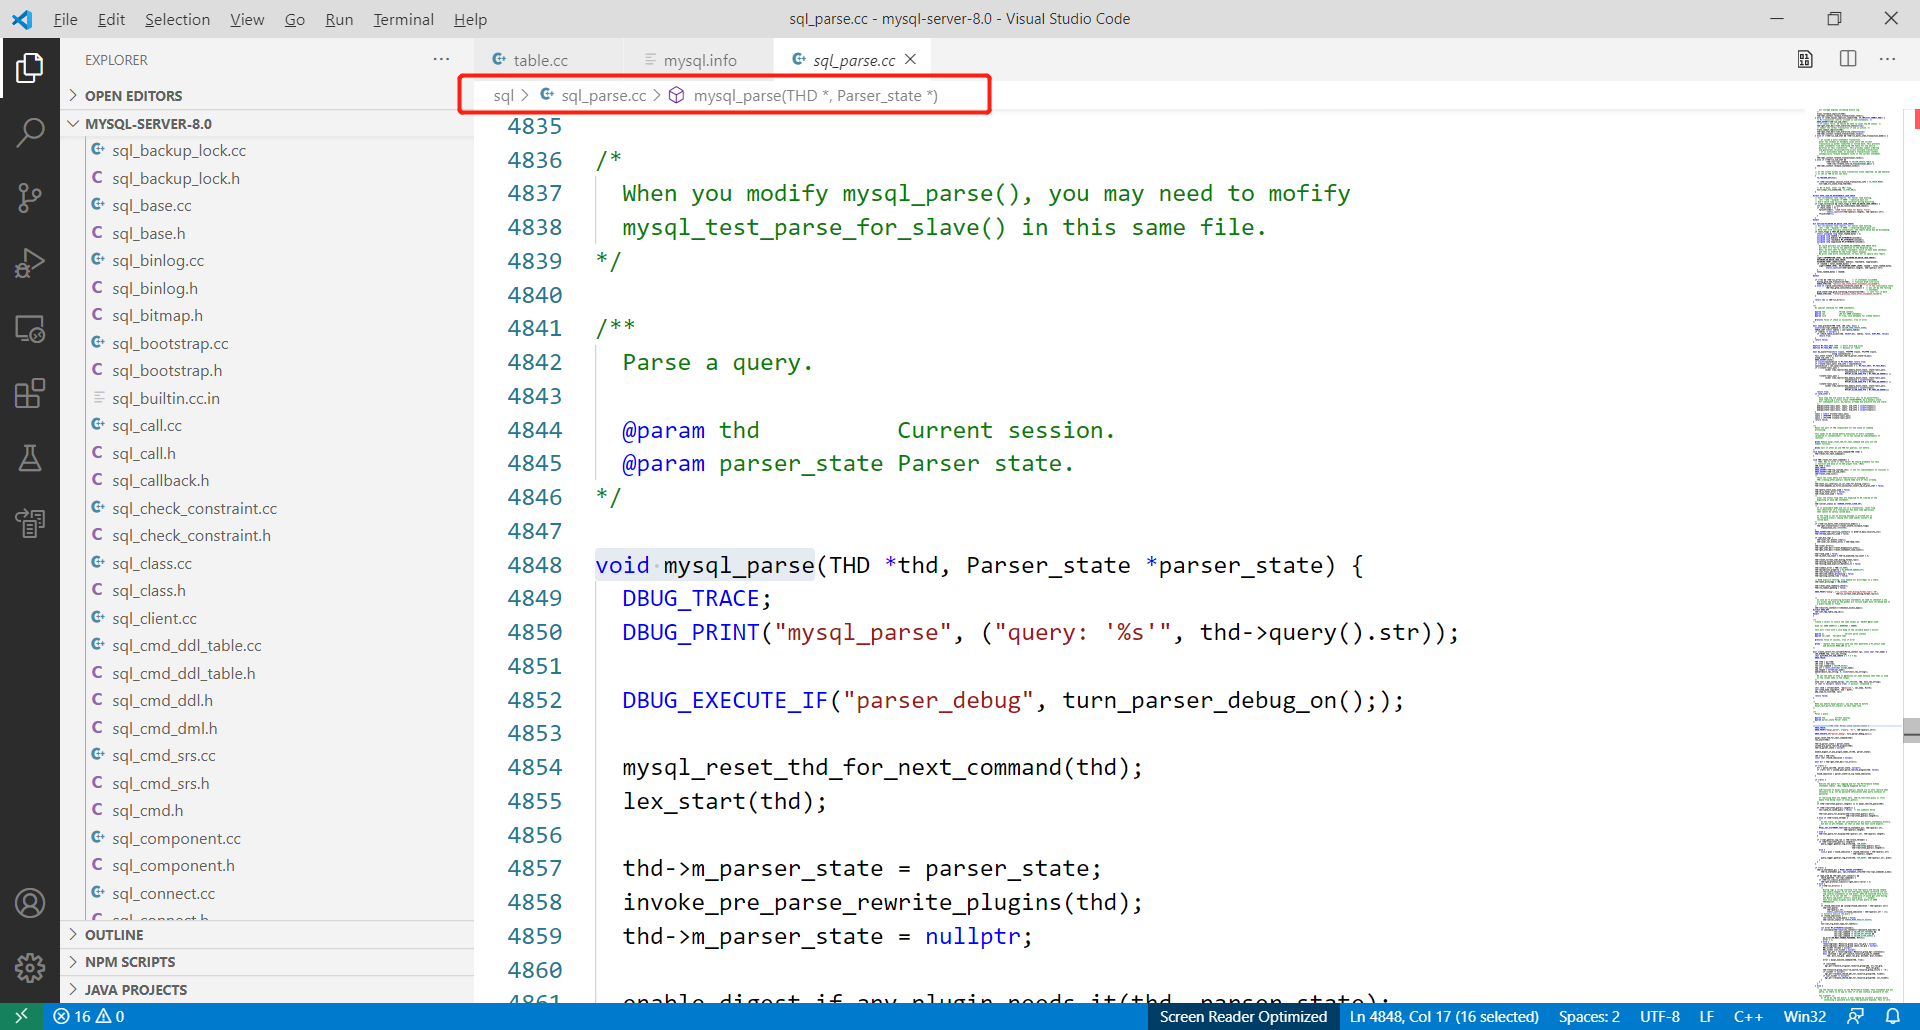 File Edit Selection View Go Run Terminal Help
sql_parse.cc - mysql-server-8.0 - Visual Studio Code
EXPLORER
OPEN EDITORS
MYSQL-SERVER-8.0
sql_backup_lock.cc
sql_backup_lock.h
sql_base.cc
sql_base.h
sql_binlog.cc
sql_binlog.h
sql_bitmap.h
sql_bootstrap.cc
sql_bootstrap.h
sql_builtin.cc.in
sql_call.cc
sql_call.h
sql_callback.h
sql_check_constraint.cc
sql_check_constraint.h
sql_class.cc
sql_class.h
sql_client.cc
sql_cmd_ddl_table.cc
sql_cmd_ddl_table.h
sql_cmd_ddl.h
sql_cmd_dml.h
sql_cmd_srs.cc
sql_cmd_srs.h
sql_cmd.h
sql_component.cc
sql_component.h
sql_connect.cc
sql_connect.h
OUTLINE
NPM SCRIPTS
JAVA PROJECTS
table.cc mysql.info sql_parse.cc
sql > sql_parse.cc > mysql_parse(THD *, Parser_state *)
4835
4836 /*
4837 When you modify mysql_parse(), you may need to mofify
4838 mysql_test_parse_for_slave() in this same file.
4839 */
4840
4841 /**
4842 Parse a query.
4843
4844 @param thd Current session.
4845 @param parser_state Parser state.
4846 */
4847
4848 void mysql_parse(THD *thd, Parser_state *parser_state) {
4849 DBUG_TRACE;
4850 DBUG_PRINT("mysql_parse", ("query: '%s'", thd->query().str));
4851
4852 DBUG_EXECUTE_IF("parser_debug", turn_parser_debug_on(););
4853
4854 mysql_reset_thd_for_next_command(thd);
4855 lex_start(thd);
4856
4857 thd->m_parser_state = parser_state;
4858 invoke_pre_parse_rewrite_plugins(thd);
4859 thd->m_parser_state = nullptr;
4860
4861 enable_digest_if_any_plugin_needs_it(thd, parser_state);
16 0
Screen Reader Optimized Ln 4848, Col 17 (16 selected) Spaces: 2 UTF-8 LF C++ Win32